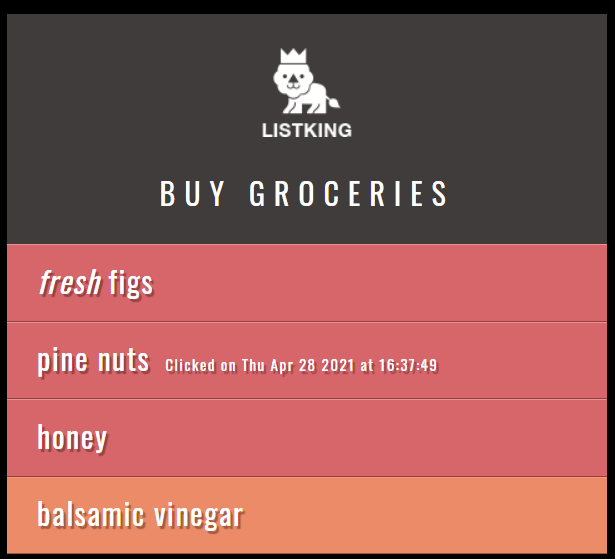 LISTKING
BUY GROCERIES
fresh figs
pine nuts Clicked on Thu Apr 28 2021 at 16:37:49
honey
balsamic vinegar